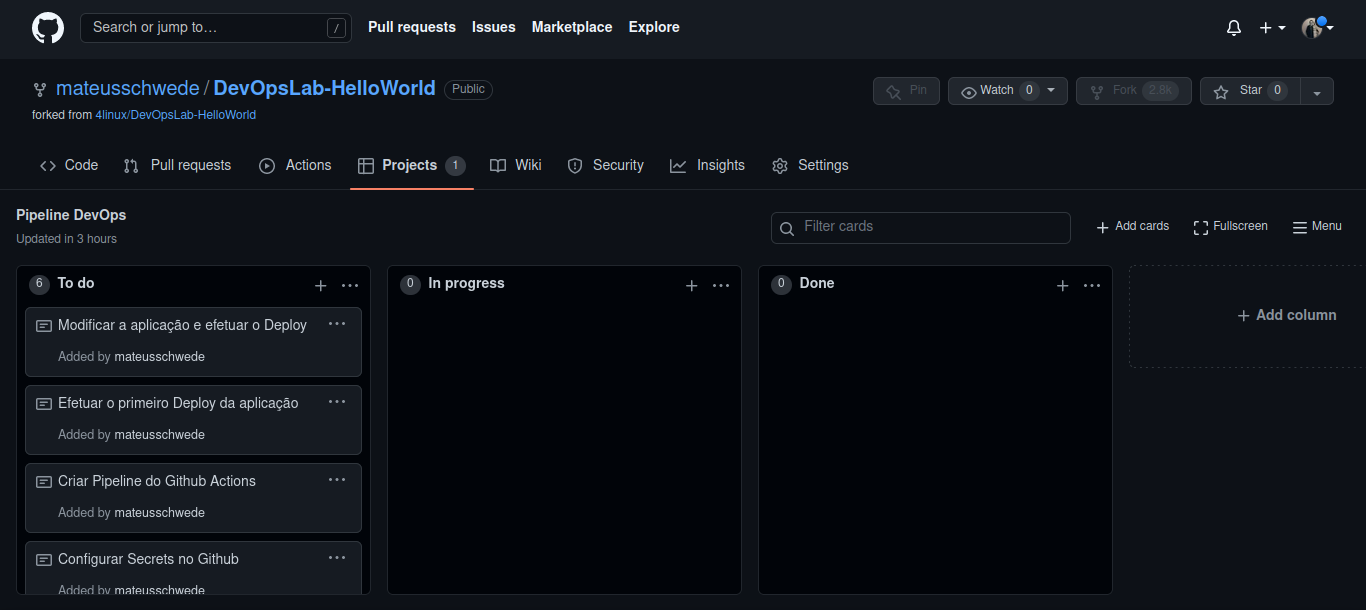 Search or jump to… /
Pull requests Issues Marketplace Explore
mateusschwede / DevOpsLab-HelloWorld Public
Pin Watch 0 Fork 2.8k Star 0
forked from 4linux/DevOpsLab-HelloWorld
Code Pull requests Actions Projects 1 Wiki Security Insights Settings
Pipeline DevOps
Updated in 3 hours
Filter cards
Add cards Fullscreen Menu
6 To do
Modificar a aplicação e efetuar o Deploy
Added by mateusschwede
Efetuar o primeiro Deploy da aplicação
Added by mateusschwede
Criar Pipeline do Github Actions
Added by mateusschwede
Configurar Secrets no Github
Added by mateusschwede
0 In progress
0 Done
Add column